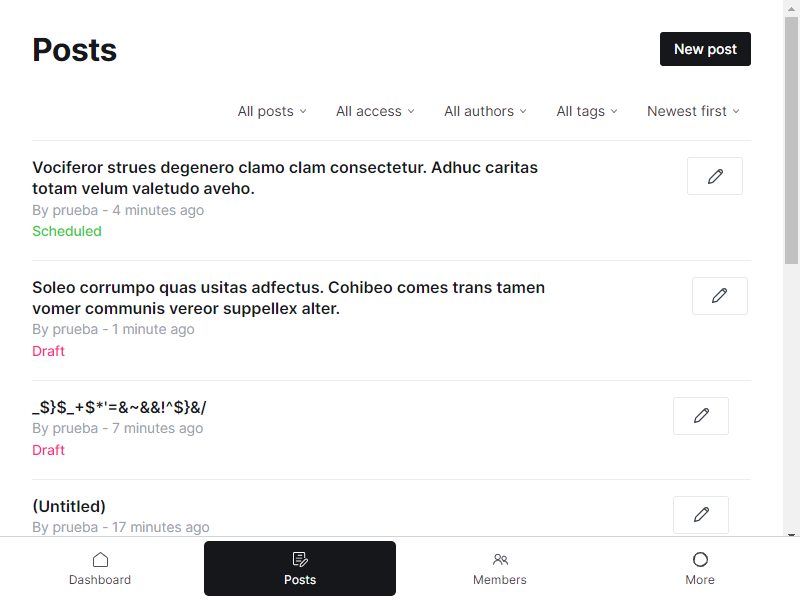 Posts
New post
All posts
All access
All authors
All tags
Newest first
Vociferor strues degenero clamo clam consectetur. Adhuc caritas
totam velum valetudo aveho.
By prueba - 4 minutes ago
Scheduled
Soleo corrumpo quas usitas adfectus. Cohibeo comes trans tamen
vomer communis vereor suppellex alter.
By prueba - 1 minute ago
Draft
_$}$_+$*'=&~&&!^$}&/
By prueba - 7 minutes ago
Draft
(Untitled)
By prueba - 17 minutes ago
Dashboard
Posts
Members
More